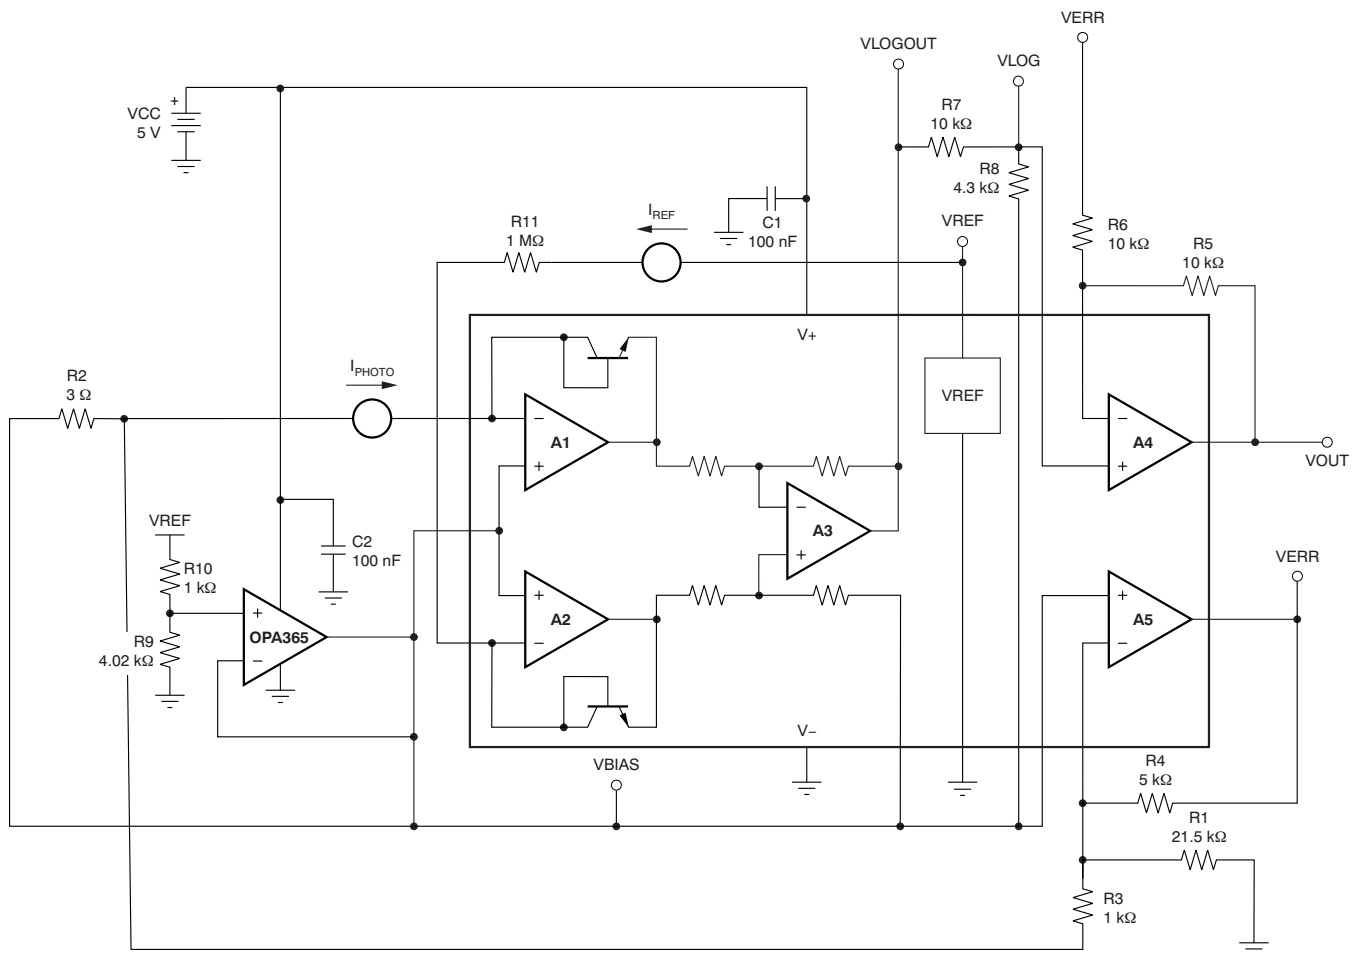 VERR
VLOGOUT
VLOG
+
VCC
5 V
R7
10 kΩ
R8
4.3 kΩ
C1
100 nF
R11
1 MΩ
IREF
VREF
R6
10 kΩ
R5
10 kΩ
V+
R2
3 Ω
IPHOTO
VREF
−
A1
+
−
A4
+
VOUT
VREF
R10
1 kΩ
C2
100 nF
−
A3
+
VERR
R9
4.02 kΩ
+
OPA365
−
+
A2
−
+
A5
−
V−
VBIAS
R4
5 kΩ
R1
21.5 kΩ
R3
1 kΩ